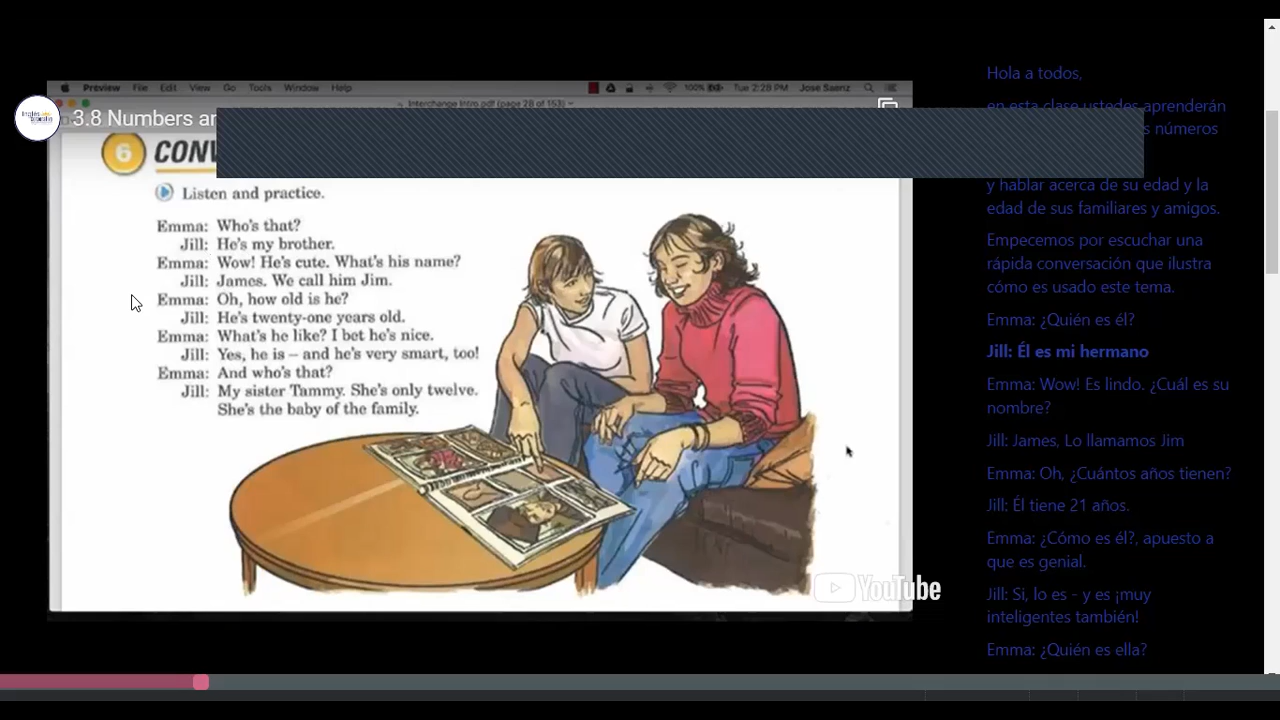 Preview File Edit View Go Tools Window Help
100% Tue 2:28 PM Jose Saenz
Interchange Intro.pdf (page 28 of 153)
3.8 Numbers
6 CONV
Listen and practice.
Emma: Who's that?
Jill: He's my brother.
Emma: Wow! He's cute. What's his name?
Jill: James. We call him Jim.
Emma: Oh, how old is he?
Jill: He's twenty-one years old.
Emma: What's he like? I bet he's nice.
Jill: Yes, he is – and he's very smart, too!
Emma: And who's that?
Jill: My sister Tammy. She's only twelve.
She's the baby of the family.
YouTube
Hola a todos,
en esta clase ustedes aprenderán
s números
y hablar acerca de su edad y la
edad de sus familiares y amigos.
Empecemos por escuchar una
rápida conversación que ilustra
cómo es usado este tema.
Emma: ¿Quién es él?
Jill: Él es mi hermano
Emma: Wow! Es lindo. ¿Cuál es su
nombre?
Jill: James, Lo llamamos Jim
Emma: Oh, ¿Cuántos años tienen?
Jill: Él tiene 21 años.
Emma: ¿Cómo es él?, apuesto a
que es genial.
Jill: Si, lo es - y es ¡muy
inteligentes también!
Emma: ¿Quién es ella?